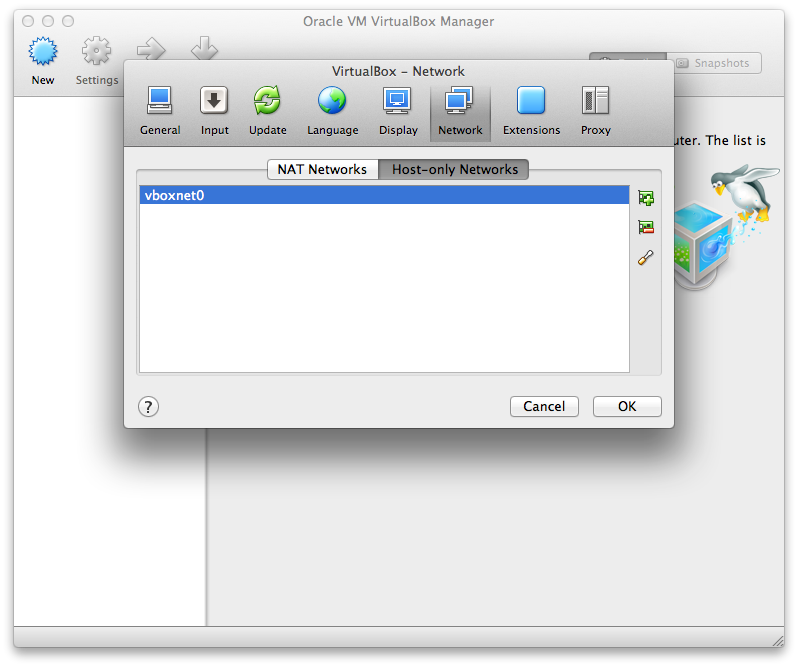 Oracle VM VirtualBox Manager
New
Settings
Snapshots
VirtualBox – Network
General
Input
Update
Language
Display
Network
Extensions
Proxy
uter. The list is
NAT Networks
Host-only Networks
vboxnet0
?
Cancel
OK